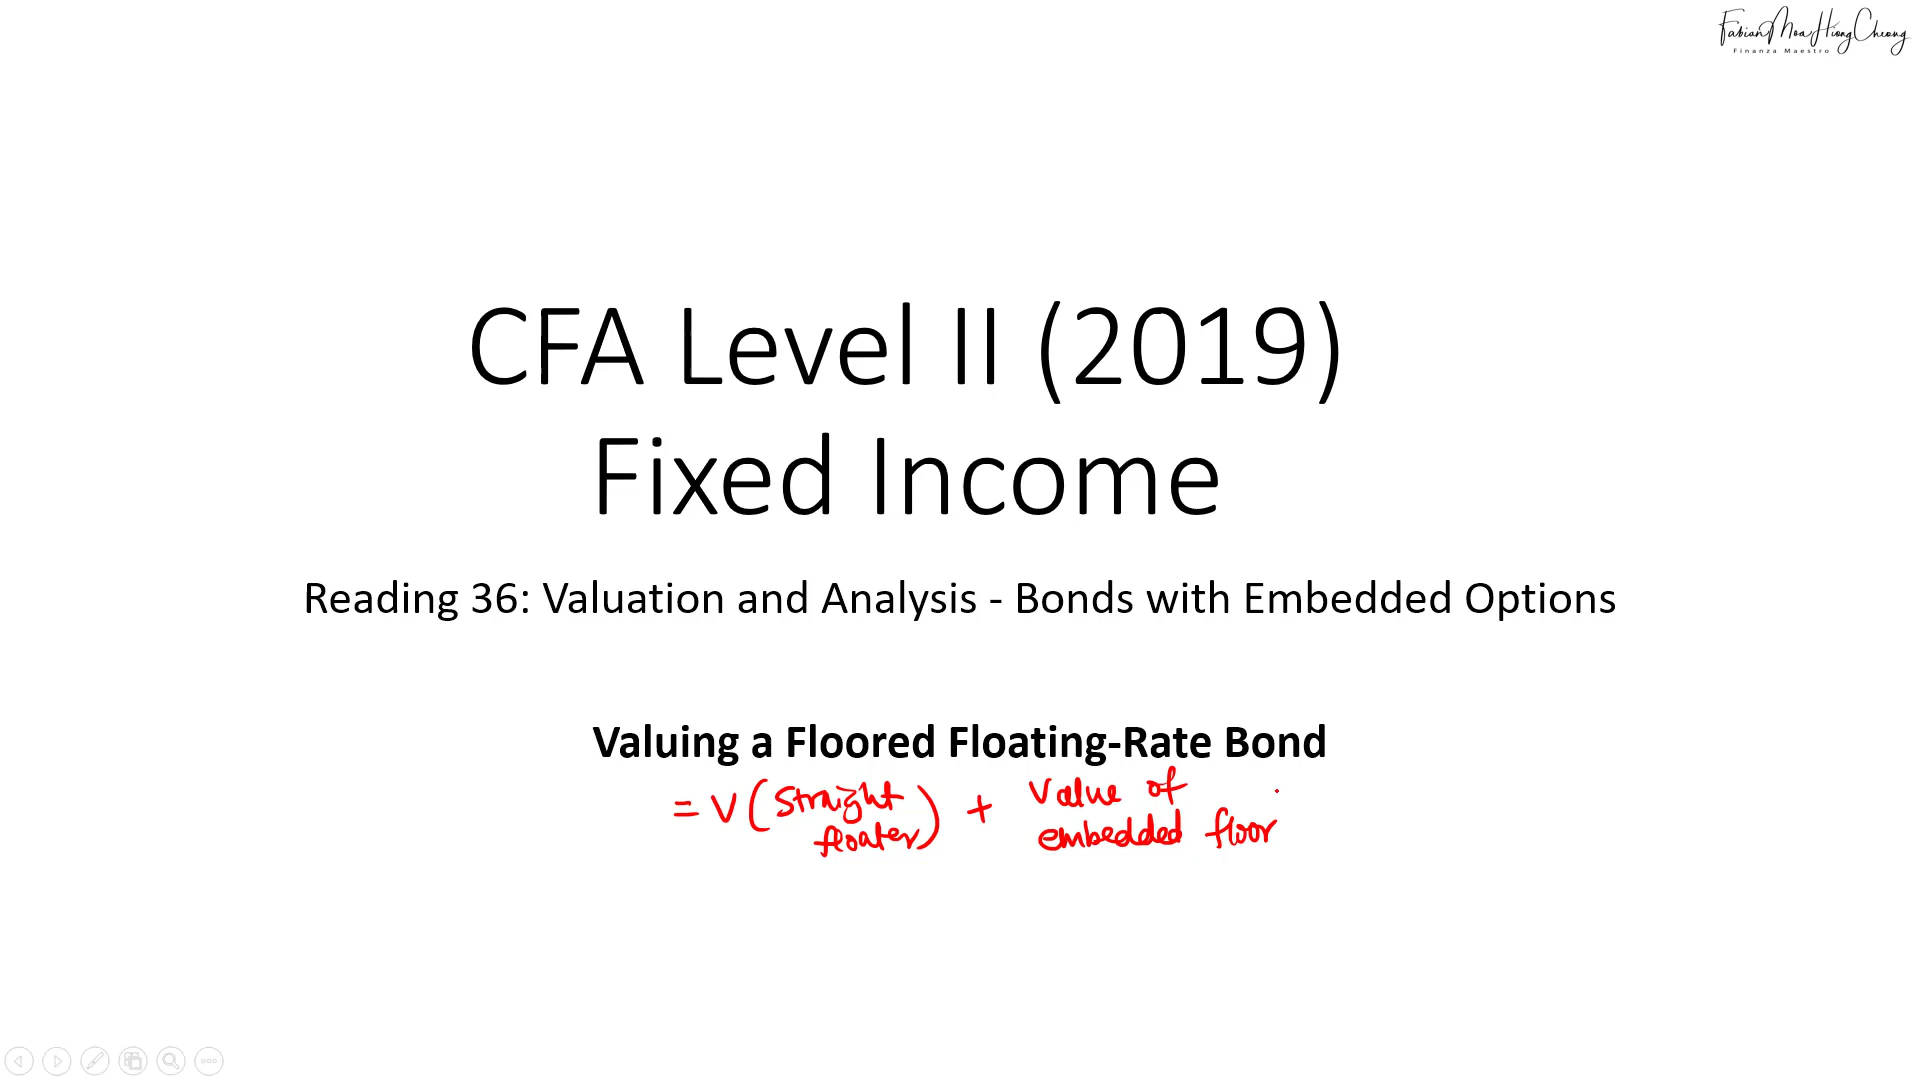 Fabian Moa Hiong Cheong
Finanza Maestro
CFA Level II (2019)
Fixed Income
Reading 36: Valuation and Analysis - Bonds with Embedded Options
Valuing a Floored Floating-Rate Bond
= V (straight floater) + Value of embedded floor